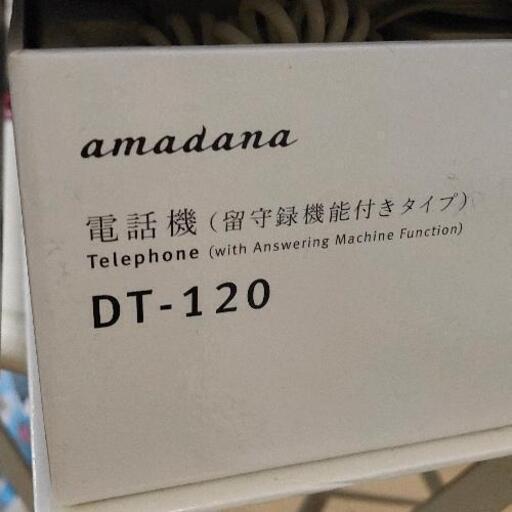 amadana
電話機（留守録機能付きタイプ）
Telephone (with Answering Machine Function)
DT-120